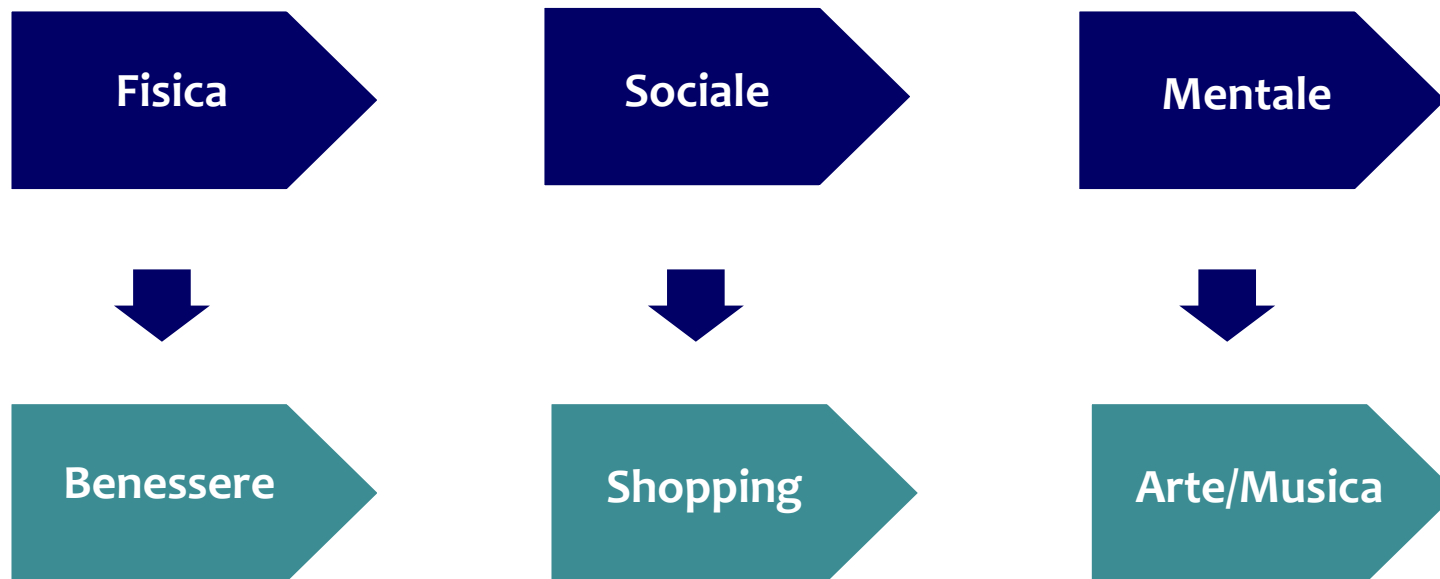 Fisica
Sociale
Mentale
Benessere
Shopping
Arte/Musica